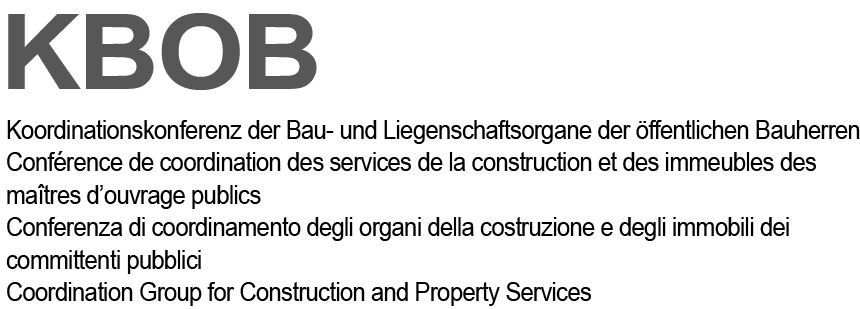 KBOB
Koordinationskonferenz der Bau- und Liegenschaftsorgane der öffentlichen Bauherren
Conférence de coordination des services de la construction et des immeubles des
maîtres d’ouvrage publics
Conferenza di coordinamento degli organi della costruzione e degli immobili dei
committenti pubblici
Coordination Group for Construction and Property Services